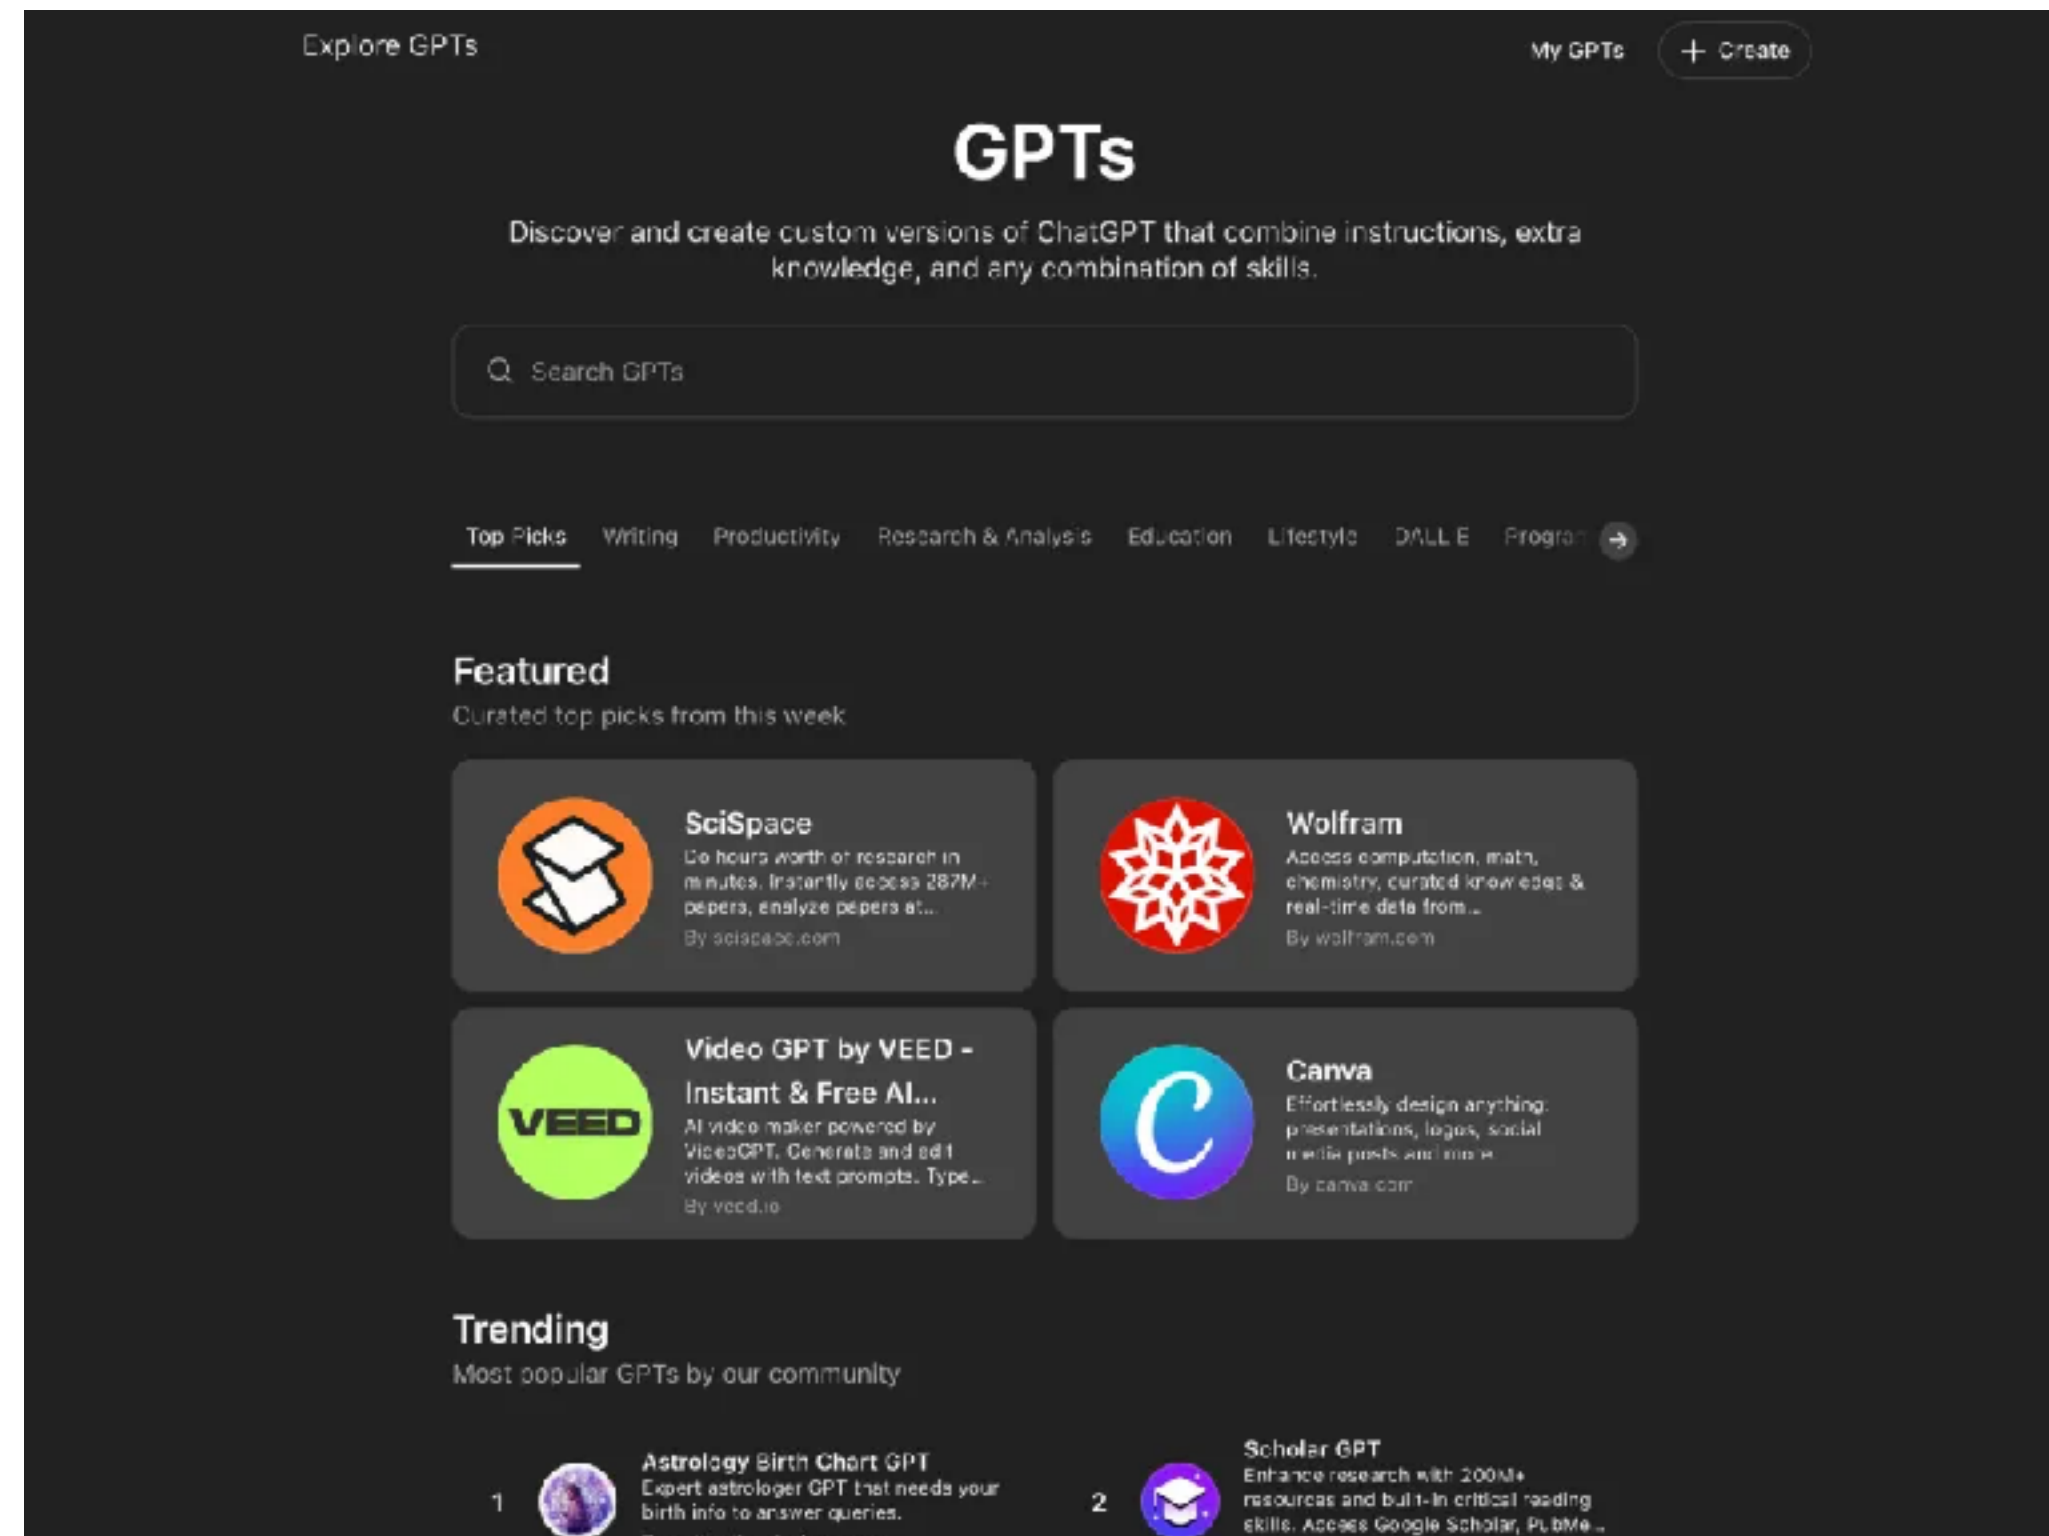 Explore GPTs
My GPTs
+ Create
GPTs
Discover and create custom versions of ChatGPT that combine instructions, extra
knowledge, and any combination of skills.
Search GPTs
Top Picks
Writing
Productivity
Research & Analysis
Education
Lifestyle
DALL·E
Program
Featured
Curated top picks from this week
SciSpace
Do hours worth of research in
minutes. Instantly access 287M+
papers, analyze papers at...
By scispace.com
Wolfram
Access computation, math,
chemistry, curated knowledge &
real-time data from...
By wolfram.com
VEED
Video GPT by VEED -
Instant & Free AI...
AI video maker powered by
VideoGPT. Generate and edit
videos with text prompts. Type...
By veed.io
C
Canva
Effortlessly design anything:
presentations, logos, social
media posts and more.
By canva.com
Trending
Most popular GPTs by our community
1
Astrology Birth Chart GPT
Expert astrologer GPT that needs your
birth info to answer queries.
2
Scholar GPT
Enhance research with 200M+
resources and built-in critical reading
skills. Access Google Scholar, PubMe...